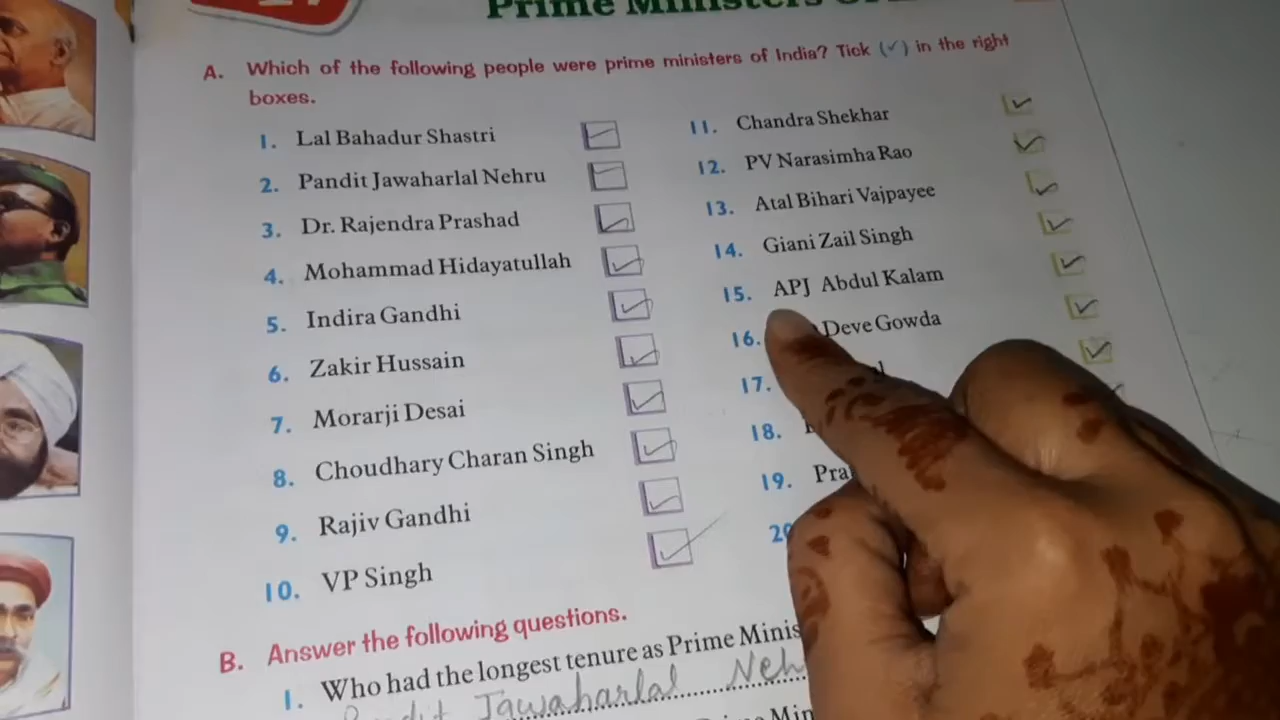 Prime Ministers
A. Which of the following people were prime ministers of India? Tick (✓) in the right
boxes.
1. Lal Bahadur Shastri
2. Pandit Jawaharlal Nehru
3. Dr. Rajendra Prashad
4. Mohammad Hidayatullah
5. Indira Gandhi
6. Zakir Hussain
7. Morarji Desai
8. Choudhary Charan Singh
9. Rajiv Gandhi
10. VP Singh
11. Chandra Shekhar
12. PV Narasimha Rao
13. Atal Bihari Vajpayee
14. Giani Zail Singh
15. APJ Abdul Kalam
16. Deve Gowda
17.
18.
19.
B. Answer the following questions.
1. Who had the longest tenure as Prime
Jawaharlal